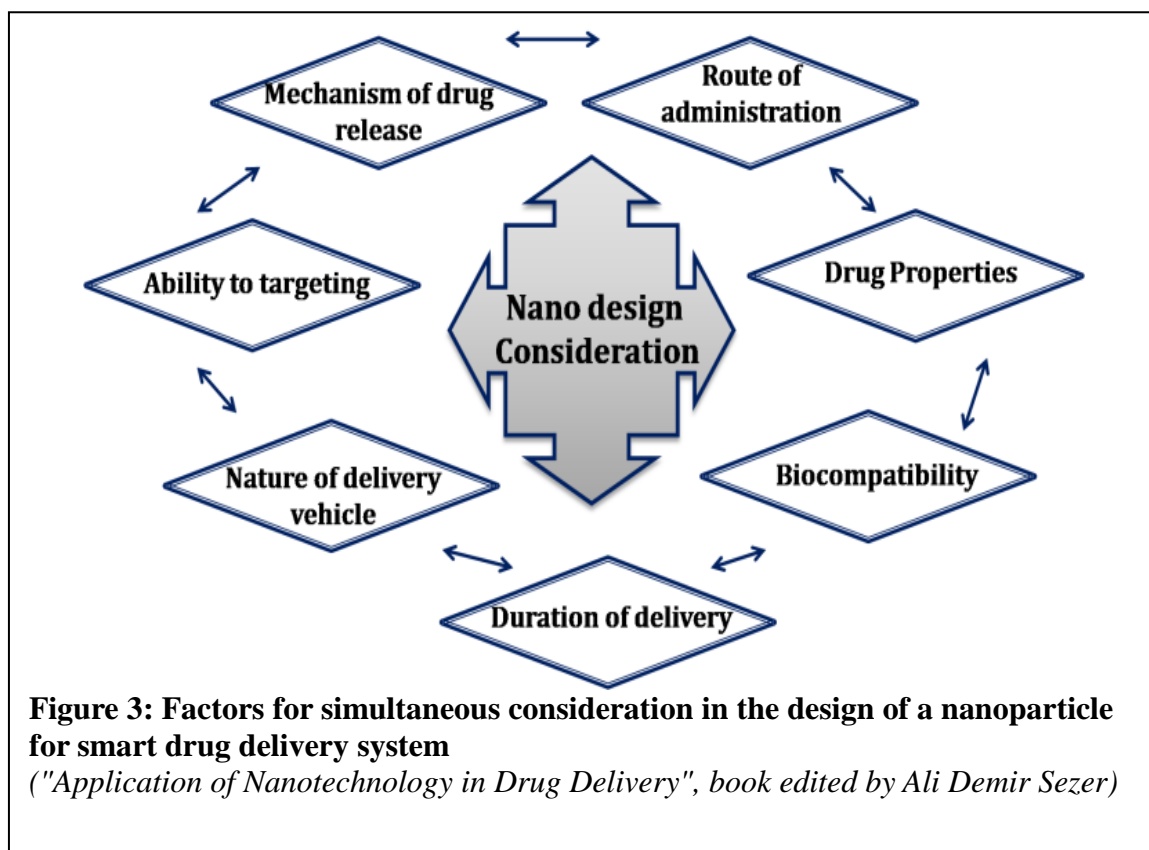 Mechanism of drug
release
Route of
administration
Ability to targeting
Drug Properties
Nano design
Consideration
Nature of delivery
vehicle
Biocompatibility
Duration of delivery
Figure 3: Factors for simultaneous consideration in the design of a nanoparticle
for smart drug delivery system
("Application of Nanotechnology in Drug Delivery", book edited by Ali Demir Sezer)